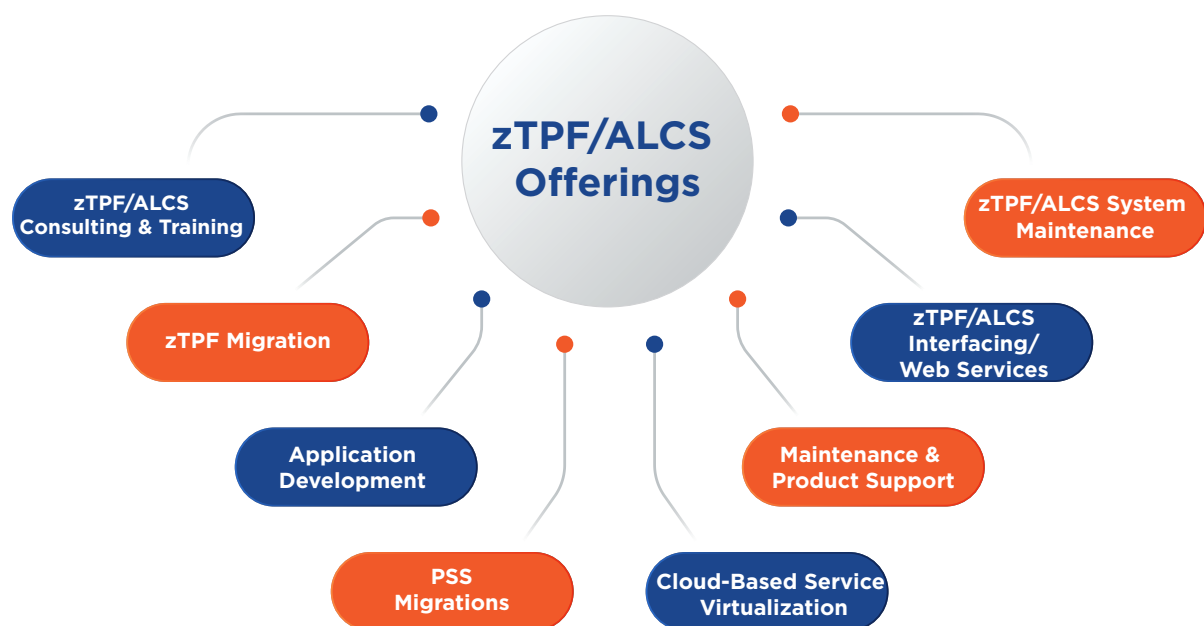 zTPF/ALCS
Offerings
zTPF/ALCS
Consulting & Training
zTPF Migration
Application
Development
PSS
Migrations
Cloud-Based Service
Virtualization
Maintenance &
Product Support
zTPF/ALCS
Interfacing/
Web Services
zTPF/ALCS System
Maintenance